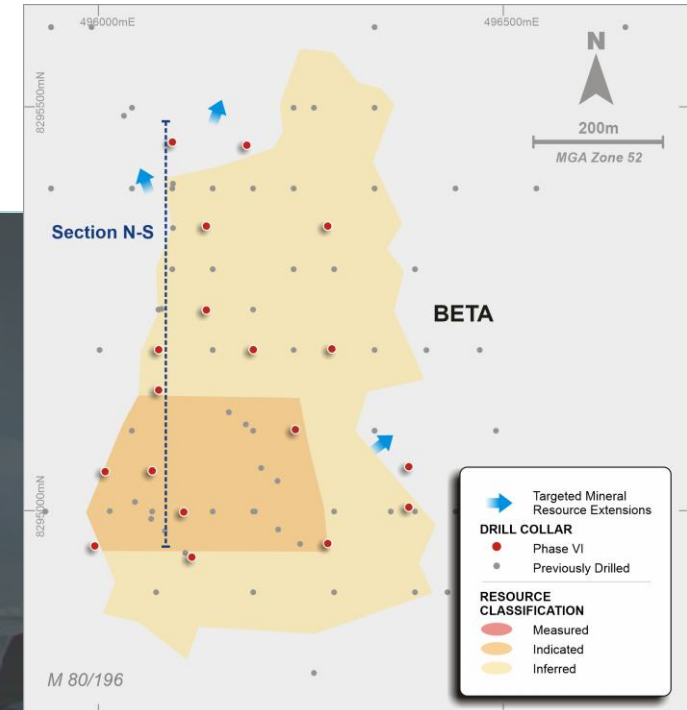 496000mE
496500mE
8295500mN
N
200m
MGA Zone 52
Section N-S
BETA
8295000mN
Targeted Mineral
Resource Extensions
DRILL COLLAR
Phase VI
Previously Drilled
RESOURCE
CLASSIFICATION
Measured
Indicated
Inferred
M 80/196